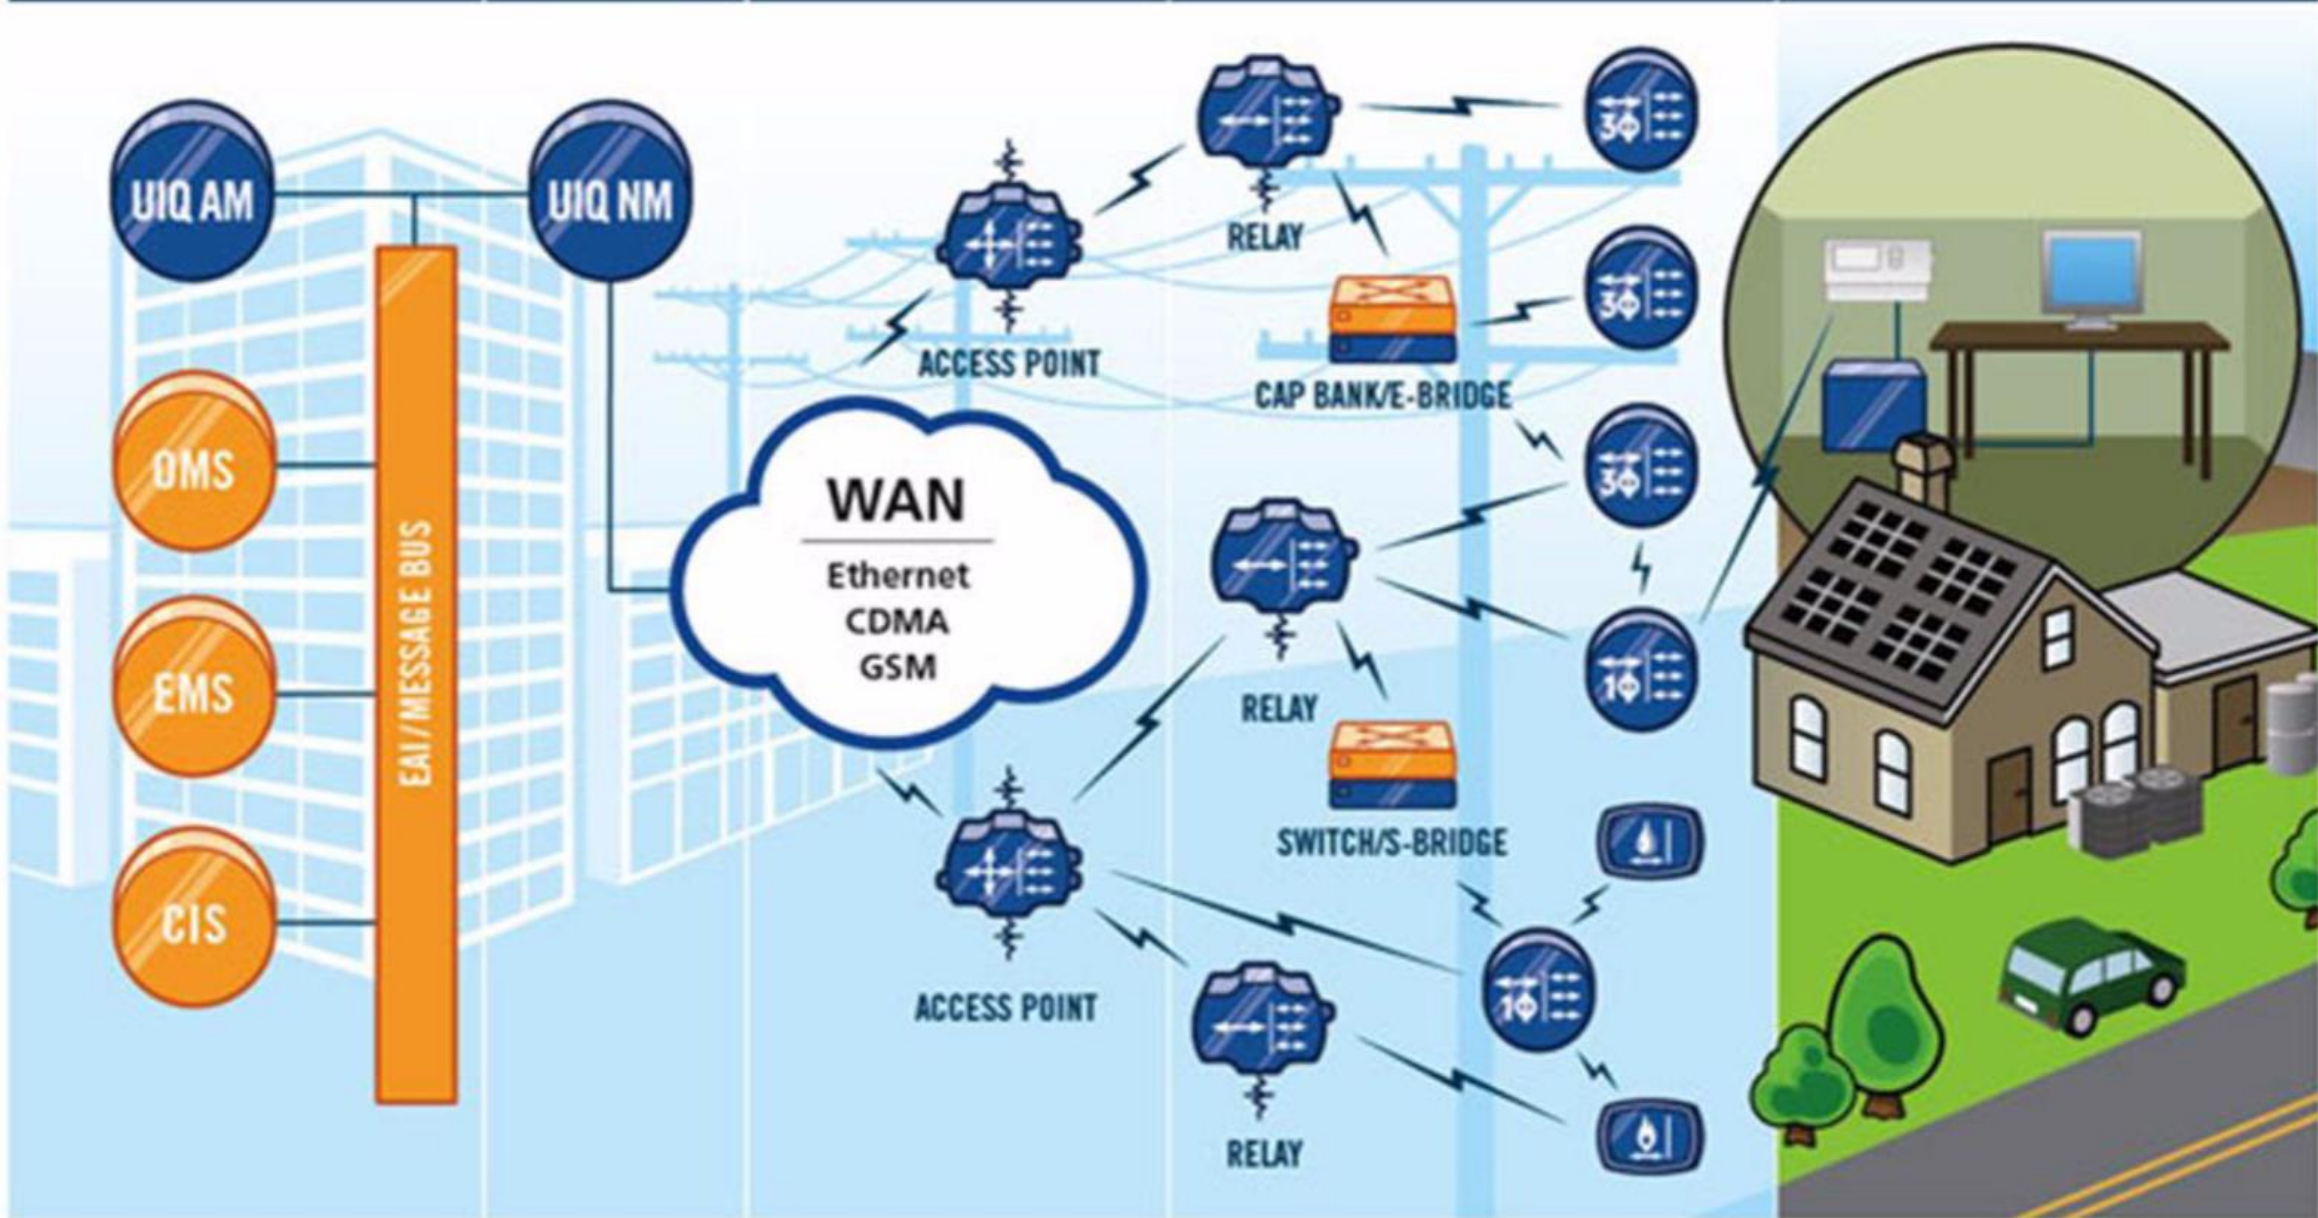 UIQ AM
UIQ NM
OMS
EMS
CIS
EAI/MESSAGE BUS
WAN
Ethernet
CDMA
GSM
ACCESS POINT
RELAY
3Φ
3Φ
CAP BANK/E-BRIDGE
3Φ
RELAY
1Φ
SWITCH/S-BRIDGE
ACCESS POINT
1Φ
RELAY